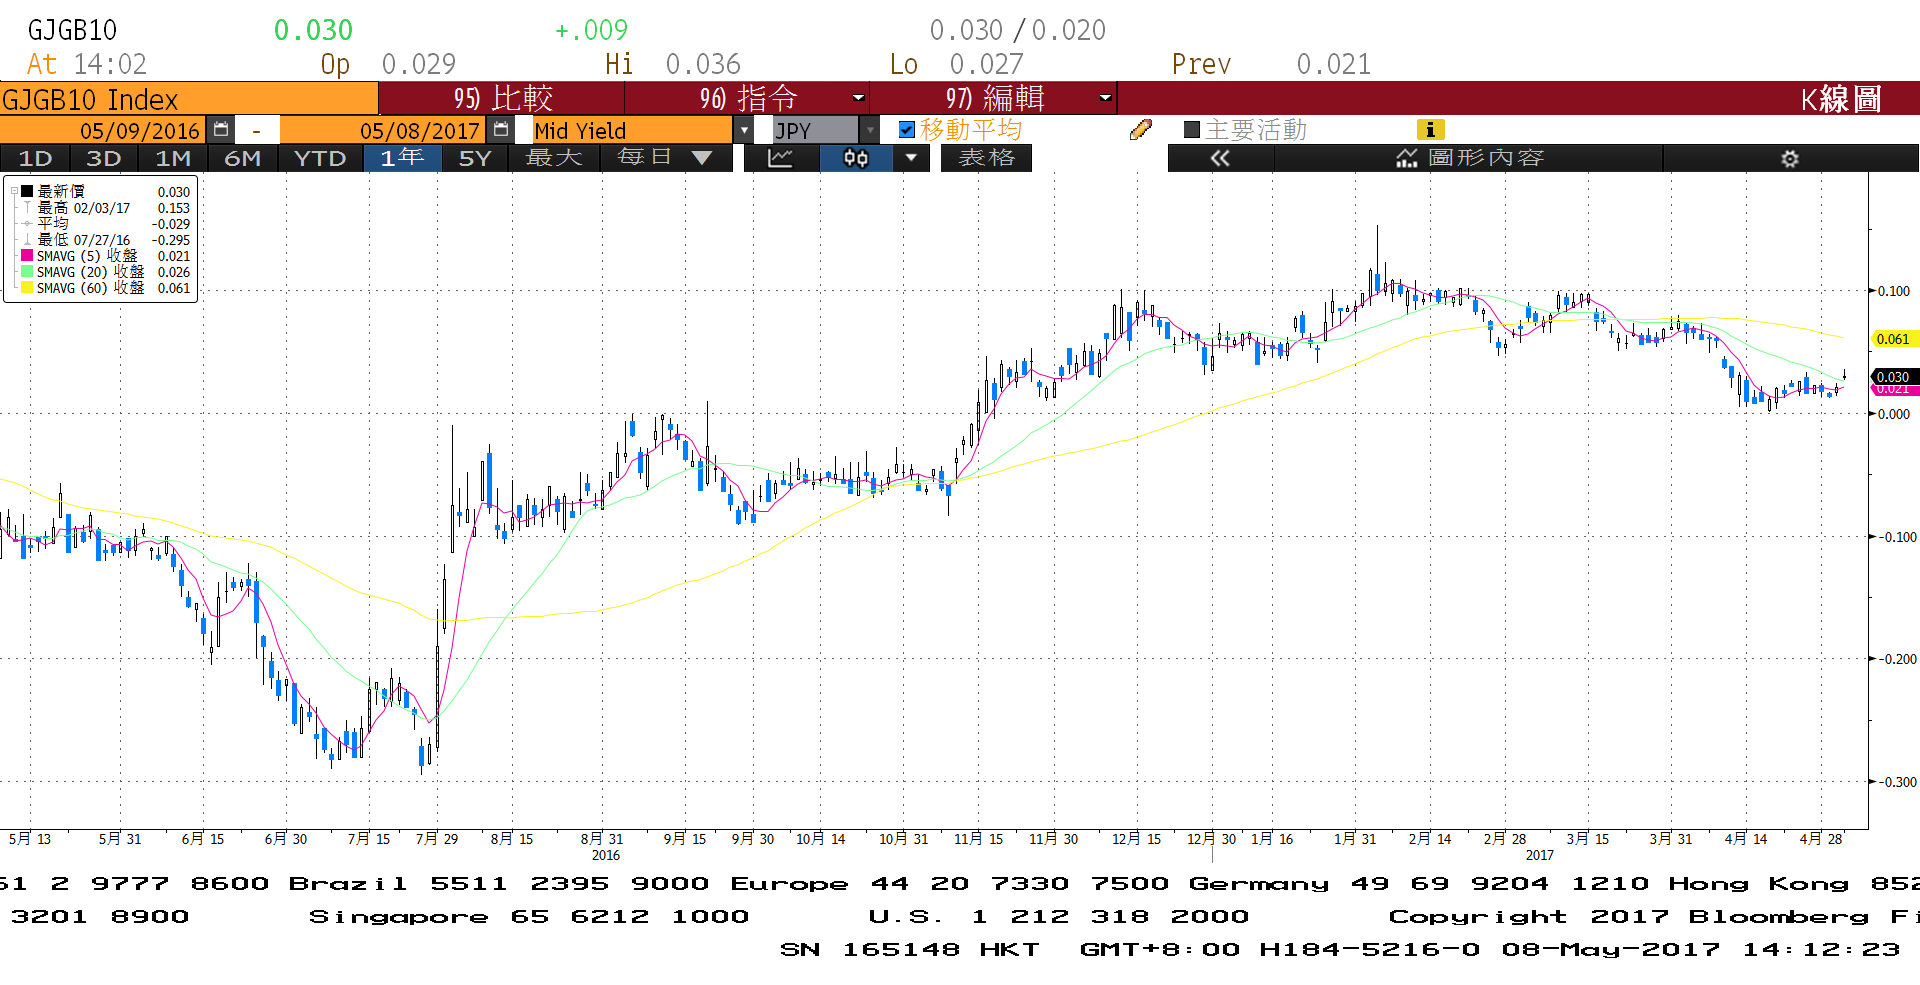 GJGB10 0.030 +.009 0.030 / 0.020
At 14:02 Op 0.029 Hi 0.036 Lo 0.027 Prev 0.021
GJGB10 Index 95) 比較 96) 指令 97) 編輯 K線圖
05/09/2016 - 05/08/2017 Mid Yield JPY 移動平均 主要活動 i
1D 3D 1M 6M YTD 1年 5Y 最大 每日 表格 圖形內容
最新價 0.030
最高 02/03/17 0.153
平均 -0.029
最低 07/27/16 -0.295
SMAVG (5) 收盤 0.021
SMAVG (20) 收盤 0.026
SMAVG (60) 收盤 0.061
0.100
0.061
0.030
0.021
0.000
-0.100
-0.200
-0.300
5月 13 5月 31 6月 15 6月 30 7月 15 7月 29 8月 15 8月 31 9月 15 9月 30 10月 14 10月 31 11月 15 11月 30 12月 15 12月 30 1月 16 1月 31 2月 14 2月 28 3月 15 3月 31 4月 14 4月 28
2016 2017
61 2 9777 8600 Brazil 5511 2395 9000 Europe 44 20 7330 7500 Germany 49 69 9204 1210 Hong Kong 852
3201 8900 Singapore 65 6212 1000 U.S. 1 212 318 2000 Copyright 2017 Bloomberg Fi
SN 165148 HKT GMT+8:00 H184-5216-0 08-May-2017 14:12:23